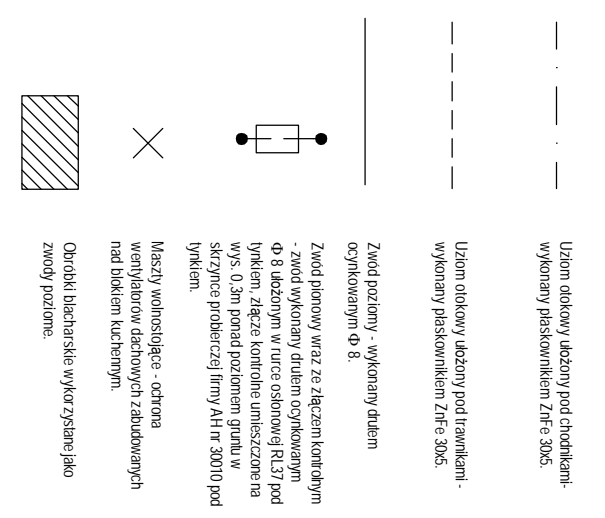 Uziom otokowy ułożony pod chodnikami-
wykonany płaskownikiem ZnFe 30x5.
Uziom otokowy ułożony pod trawnikami -
wykonany płaskownikiem ZnFe 30x5.
Zwód poziomy - wykonany drutem
ocynkowanym Φ 8.
Zwód pionowy wraz ze złączem kontrolnym
- zwód wykonany drutem ocynkowanym
Φ 8 ułożonym w rurce osłonowej RL37 pod
tynkiem, złącze kontrolne umieszczone na
wys. 0,3m ponad poziomem gruntu w
skrzynce probierczej firmy AH nr 30010 pod
tynkiem.
Maszty wolnostojące - ochrona
wentylatorów dachowych zabudowanych
nad blokiem kuchennym.
Obróbki blacharskie wykorzystane jako
zwody poziome.